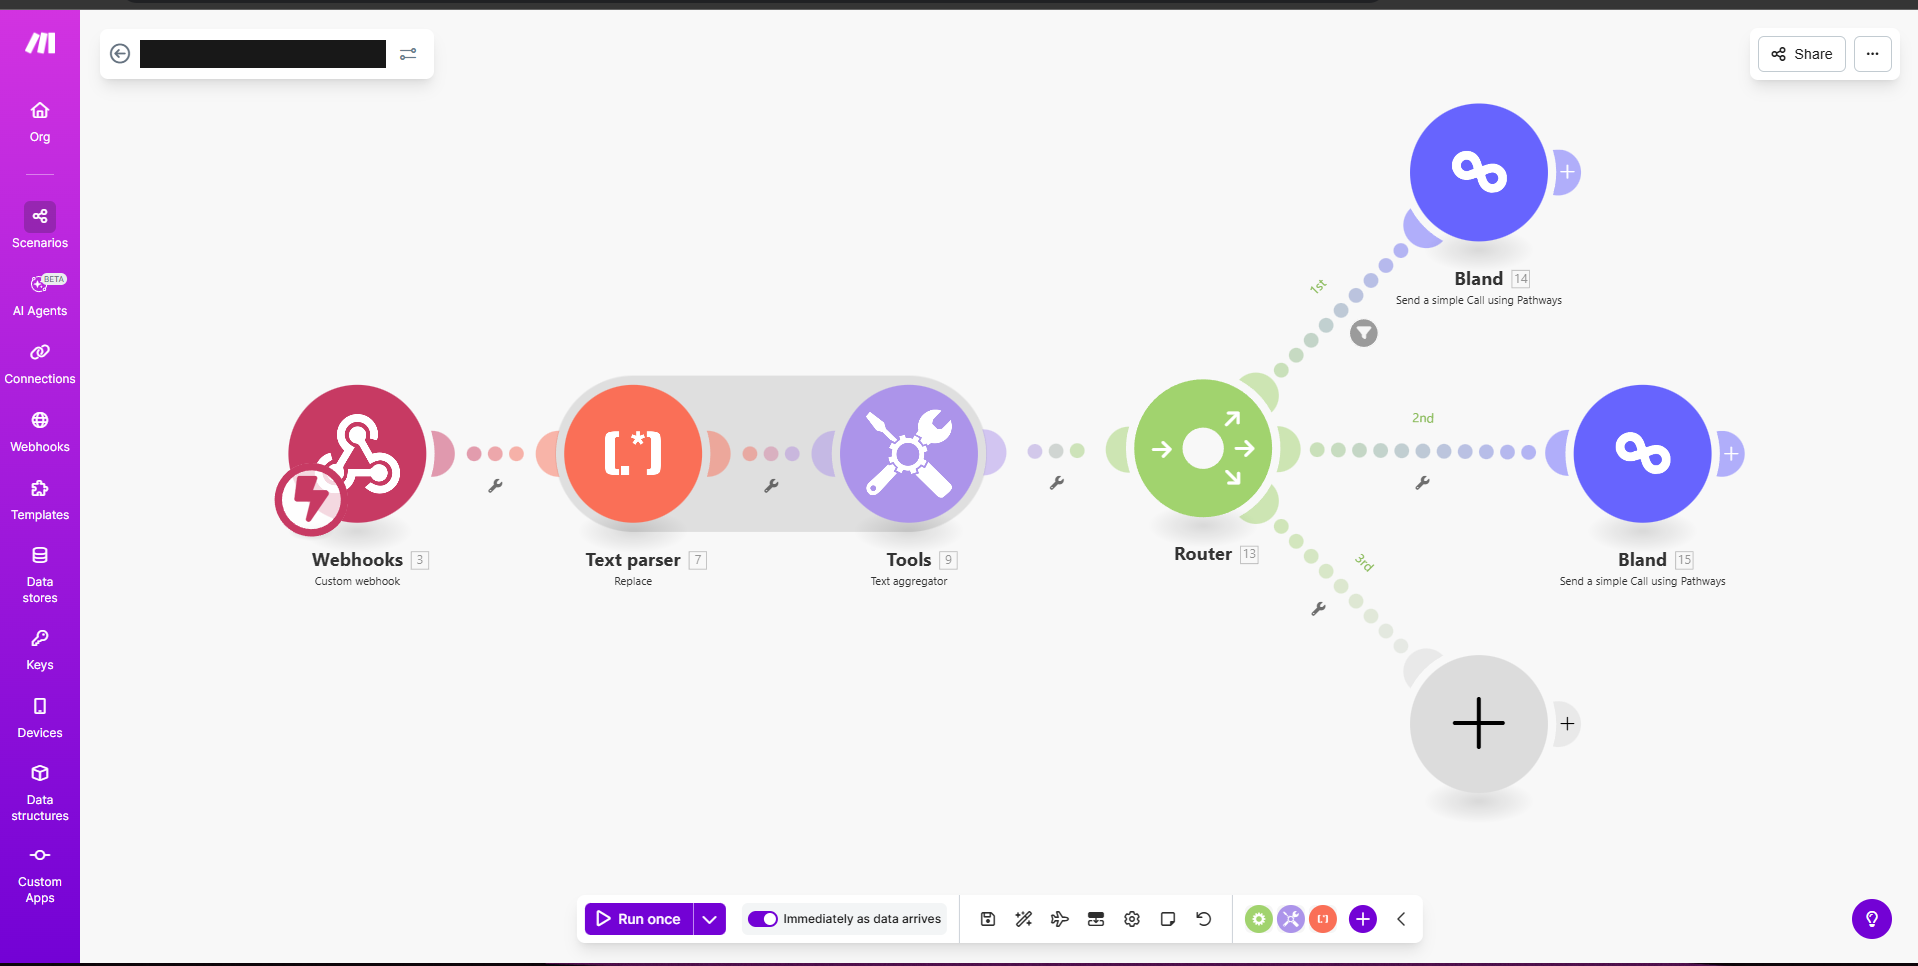 Org
Scenarios
BETA
AI Agents
Connections
Webhooks
Templates
Data
stores
Keys
Devices
Data
structures
Custom
Apps
Share
Bland 14
Send a simple Call using Pathways
1st
2nd
3rd
Webhooks 3
Custom webhook
Text parser 7
Replace
Tools 9
Text aggregator
Router 13
Bland 15
Send a simple Call using Pathways
Run once
Immediately as data arrives